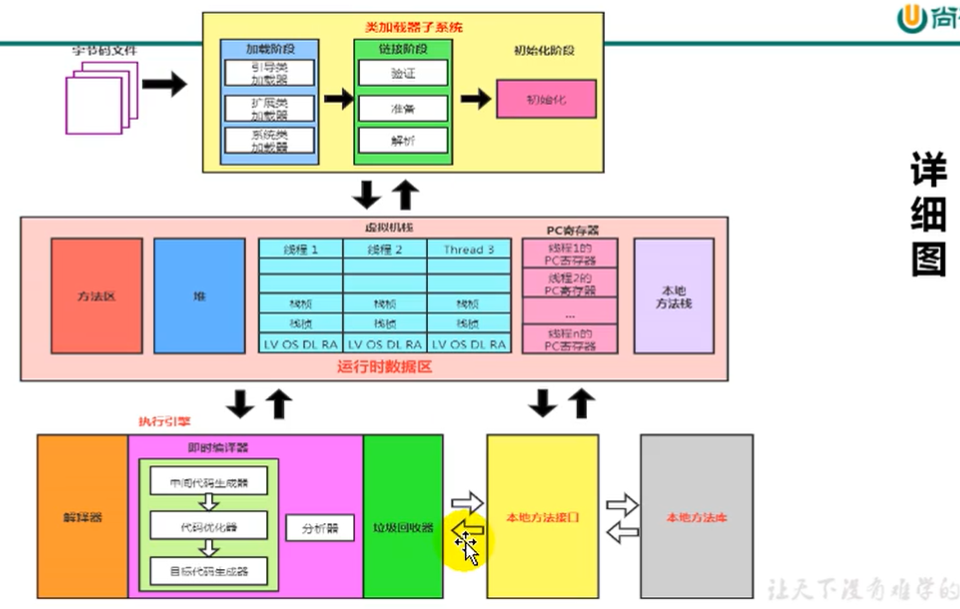 尚
类加载器子系统
字节码文件
加载阶段
引导类
加载器
扩展类
加载器
系统类
加载器
链接阶段
验证
准备
解析
初始化阶段
初始化
详
细
图
虚拟机栈
PC寄存器
方法区
堆
线程 1
线程 2
Thread 3
栈帧
栈帧
栈帧
栈帧
栈帧
栈帧
LV OS DL RA
LV OS DL RA
LV OS DL RA
线程1的
PC寄存器
线程2的
PC寄存器
...
线程n的
PC寄存器
本地
方法栈
运行时数据区
执行引擎
解释器
即时编译器
中间代码生成器
代码优化器
目标代码生成器
分析器
垃圾回收器
本地方法接口
本地方法库
让天下没有难学的